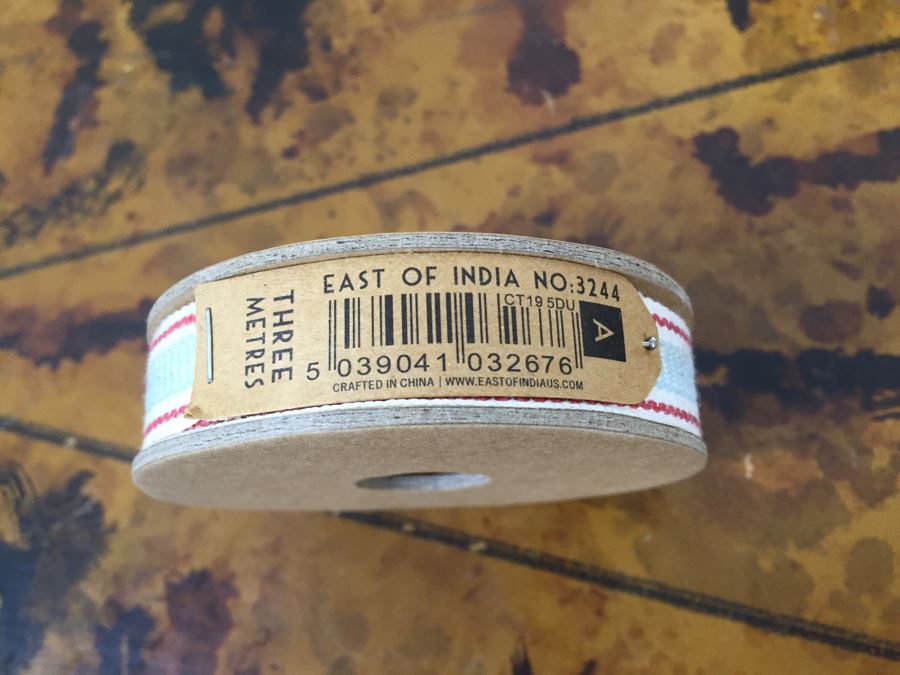 EAST OF INDIA NO:3244
THREE
METRES
CT19 5DU
A
5 039041 032676
CRAFTED IN CHINA | WWW.EASTOFINDIAUS.COM